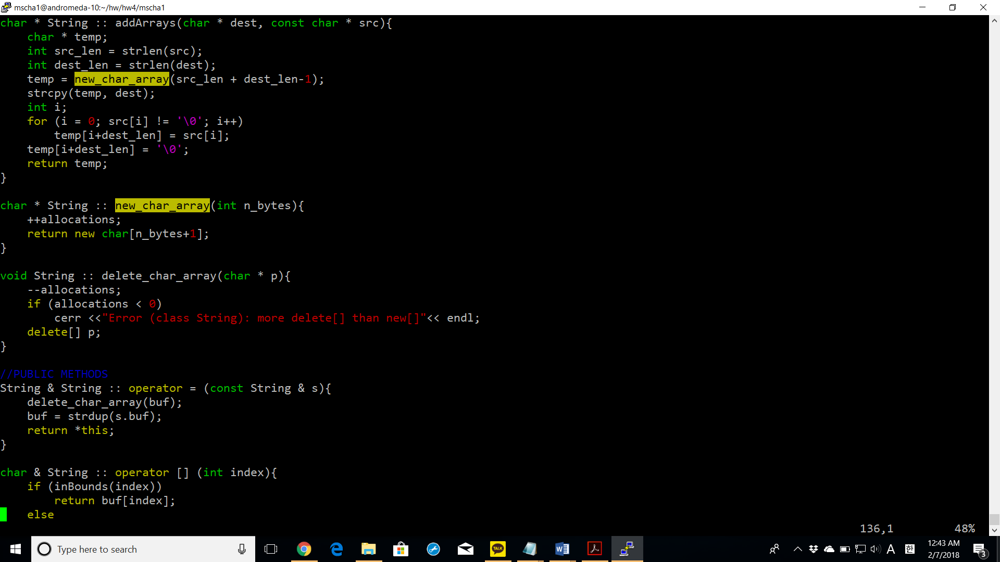 mscha1@andromeda-10:~/hw/hw4/mscha1
char * String :: addArrays(char * dest, const char * src){
    char * temp;
    int src_len = strlen(src);
    int dest_len = strlen(dest);
    temp = new_char_array(src_len + dest_len-1);
    strcpy(temp, dest);
    int i;
    for (i = 0; src[i] != '\0'; i++)
        temp[i+dest_len] = src[i];
    temp[i+dest_len] = '\0';
    return temp;
}
char * String :: new_char_array(int n_bytes){
    ++allocations;
    return new char[n_bytes+1];
}
void String :: delete_char_array(char * p){
    --allocations;
    if (allocations < 0)
        cerr <<"Error (class String): more delete[] than new[]"<< endl;
    delete[] p;
}
//PUBLIC METHODS
String & String :: operator = (const String & s){
    delete_char_array(buf);
    buf = strdup(s.buf);
    return *this;
}
char & String :: operator [] (int index){
    if (inBounds(index))
        return buf[index];
    else
136,1 48%
Type here to search
TALK
A 한
12:43 AM
2/7/2018
3